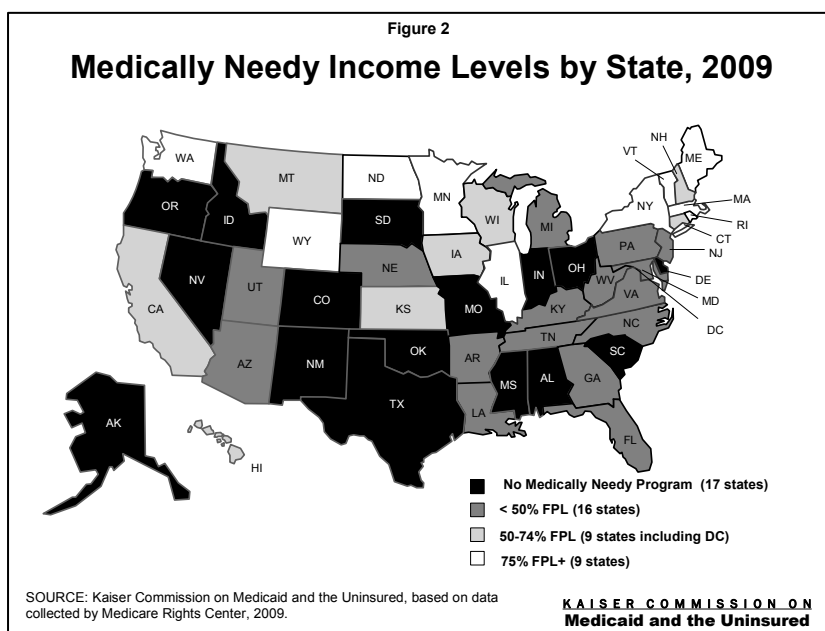 Figure 2
Medically Needy Income Levels by State, 2009
WA
MT
ND
MN
VT
NH
ME
OR
ID
SD
WI
MI
NY
MA
WY
RI
CT
IA
PA
NJ
NV
NE
IL
IN
OH
DE
UT
CO
WV
VA
MD
CA
KS
MO
KY
DC
NC
TN
AZ
NM
OK
AR
SC
MS
AL
GA
TX
LA
AK
FL
HI
No Medically Needy Program (17 states)
< 50% FPL (16 states)
50-74% FPL (9 states including DC)
75% FPL+ (9 states)
SOURCE: Kaiser Commission on Medicaid and the Uninsured, based on data
collected by Medicare Rights Center, 2009.
KAISER COMMISSION ON
Medicaid and the Uninsured